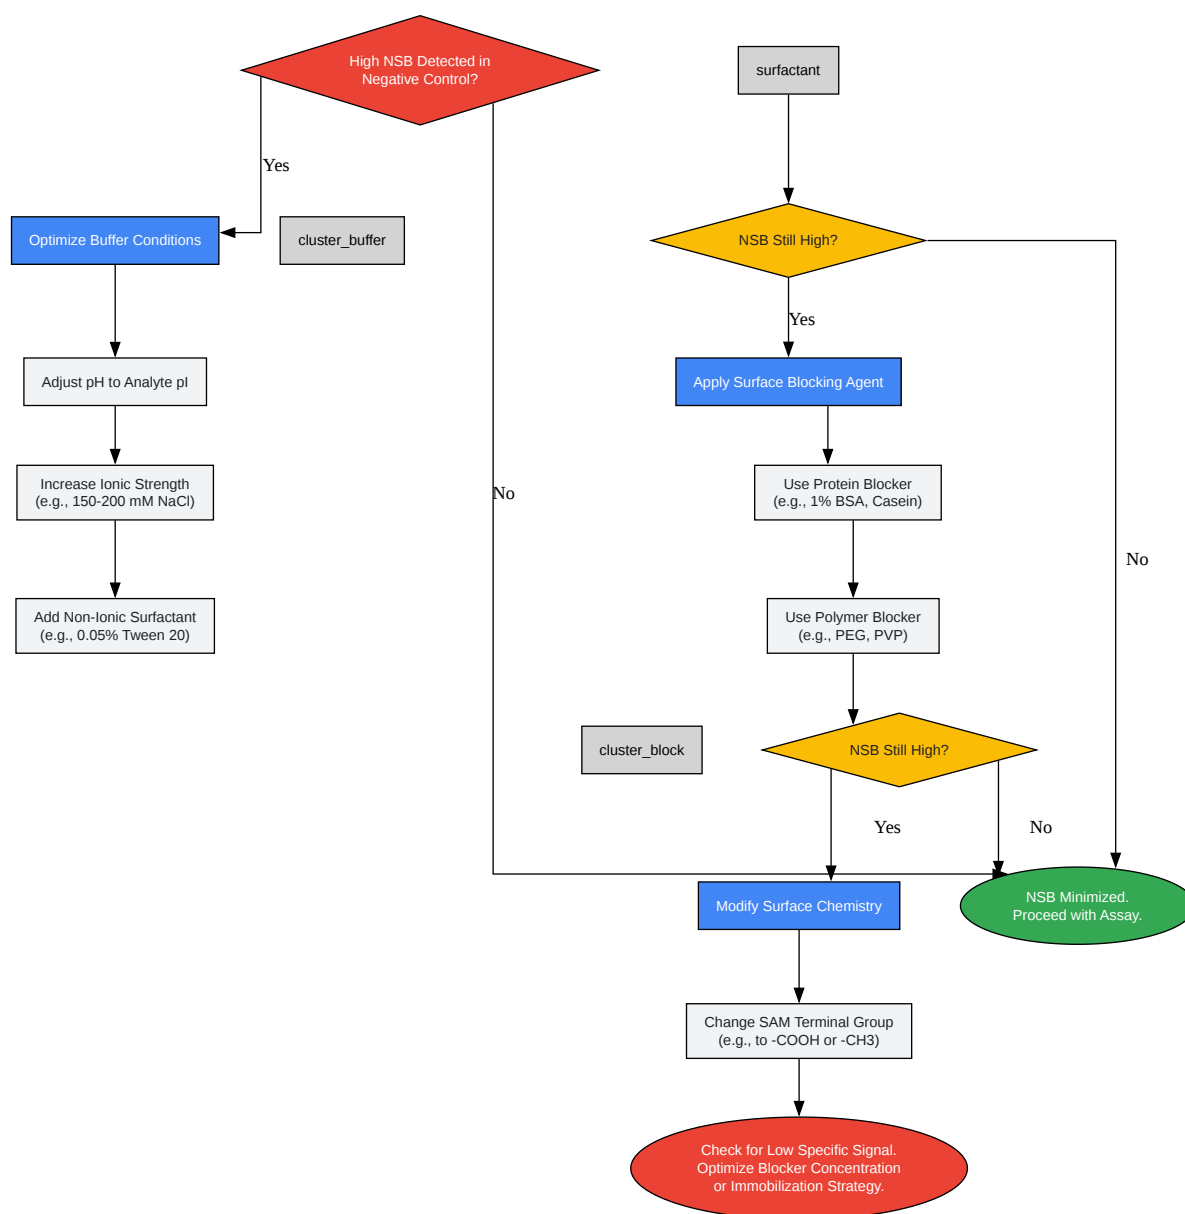 High NSB Detected in
Negative Control?
surfactant
Yes
Optimize Buffer Conditions
cluster_buffer
NSB Still High?
Yes
Adjust pH to Analyte pI
Apply Surface Blocking Agent
Increase Ionic Strength
(e.g., 150-200 mM NaCl)
No
Use Protein Blocker
(e.g., 1% BSA, Casein)
No
Add Non-Ionic Surfactant
(e.g., 0.05% Tween 20)
Use Polymer Blocker
(e.g., PEG, PVP)
cluster_block
NSB Still High?
Yes
No
Modify Surface Chemistry
NSB Minimized.
Proceed with Assay.
Change SAM Terminal Group
(e.g., to -COOH or -CH3)
Check for Low Specific Signal.
Optimize Blocker Concentration
or Immobilization Strategy.